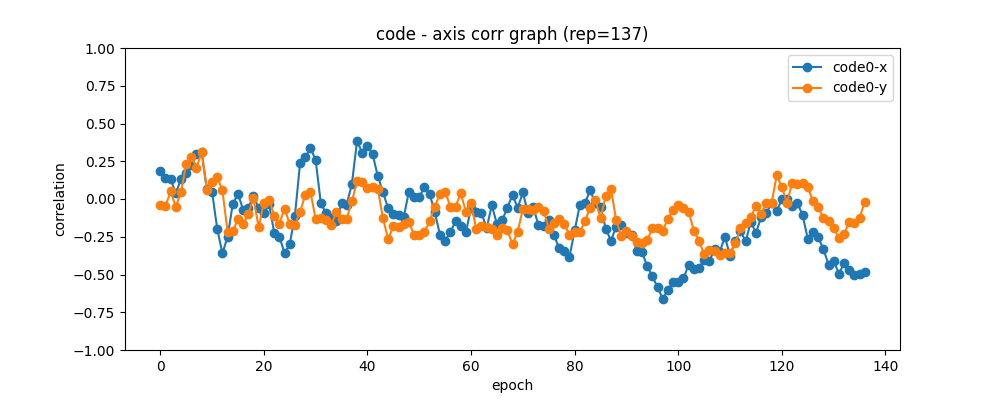 code - axis corr graph (rep=137)
1.00
0.75
0.50
0.25
0.00
−0.25
−0.50
−0.75
−1.00
correlation
0 20 40 60 80 100 120 140
epoch
code0-x
code0-y